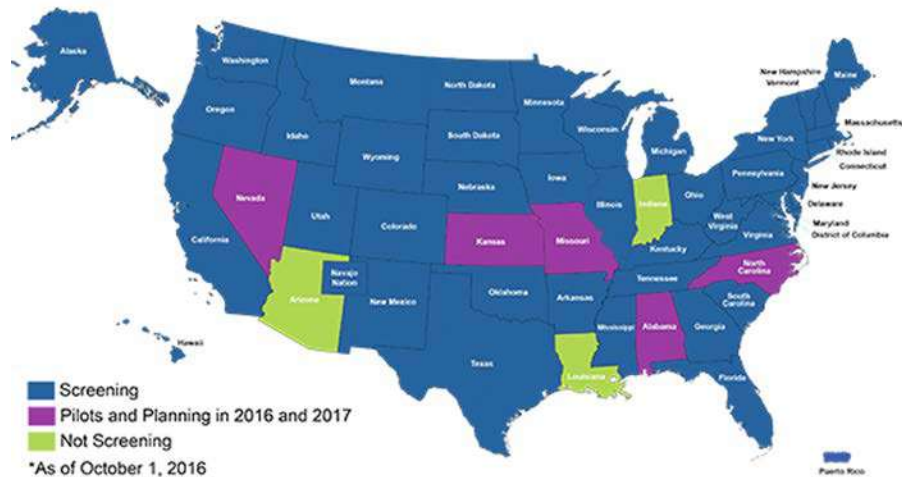 Alaska
Washington
Montana
North Dakota
Minnesota
New Hampshire
Vermont
Maine
Oregon
Idaho
South Dakota
Wisconsin
Michigan
New York
Massachusetts
Wyoming
Rhode Island
Connecticut
Nevada
Utah
Colorado
Nebraska
Iowa
Illinois
Indiana
Ohio
Pennsylvania
New Jersey
Delaware
West
Virginia
Virginia
Maryland
District of Columbia
California
Kansas
Missouri
Kentucky
North
Carolina
Tennessee
Navajo
Nation
Arizona
New Mexico
Oklahoma
Arkansas
South
Carolina
Mississippi
Alabama
Georgia
Hawaii
Texas
Louisiana
Florida
Screening
Pilots and Planning in 2016 and 2017
Not Screening
*As of October 1, 2016
Puerto Rico